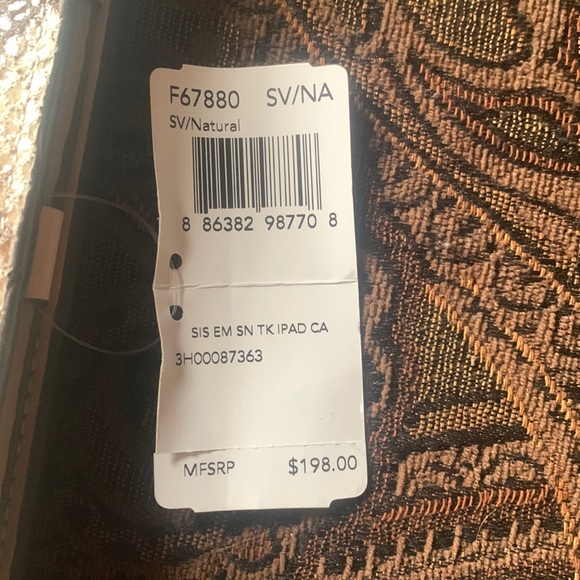 F67880 SV/NA
SV/Natural
8 86382 98770 8
SIS EM SN TK IPAD CA
3H00087363
MFSRP $198.00